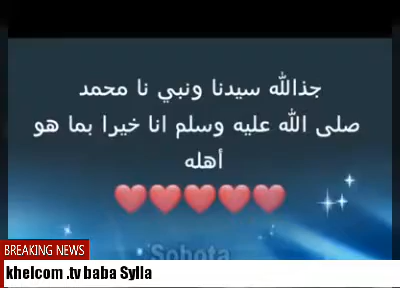 جذالله سيدنا ونبي نا محمد
صلى الله عليه وسلم انا خيرا بما هو
أهله
Sohota
BREAKING NEWS
khelcom .tv baba Sylla